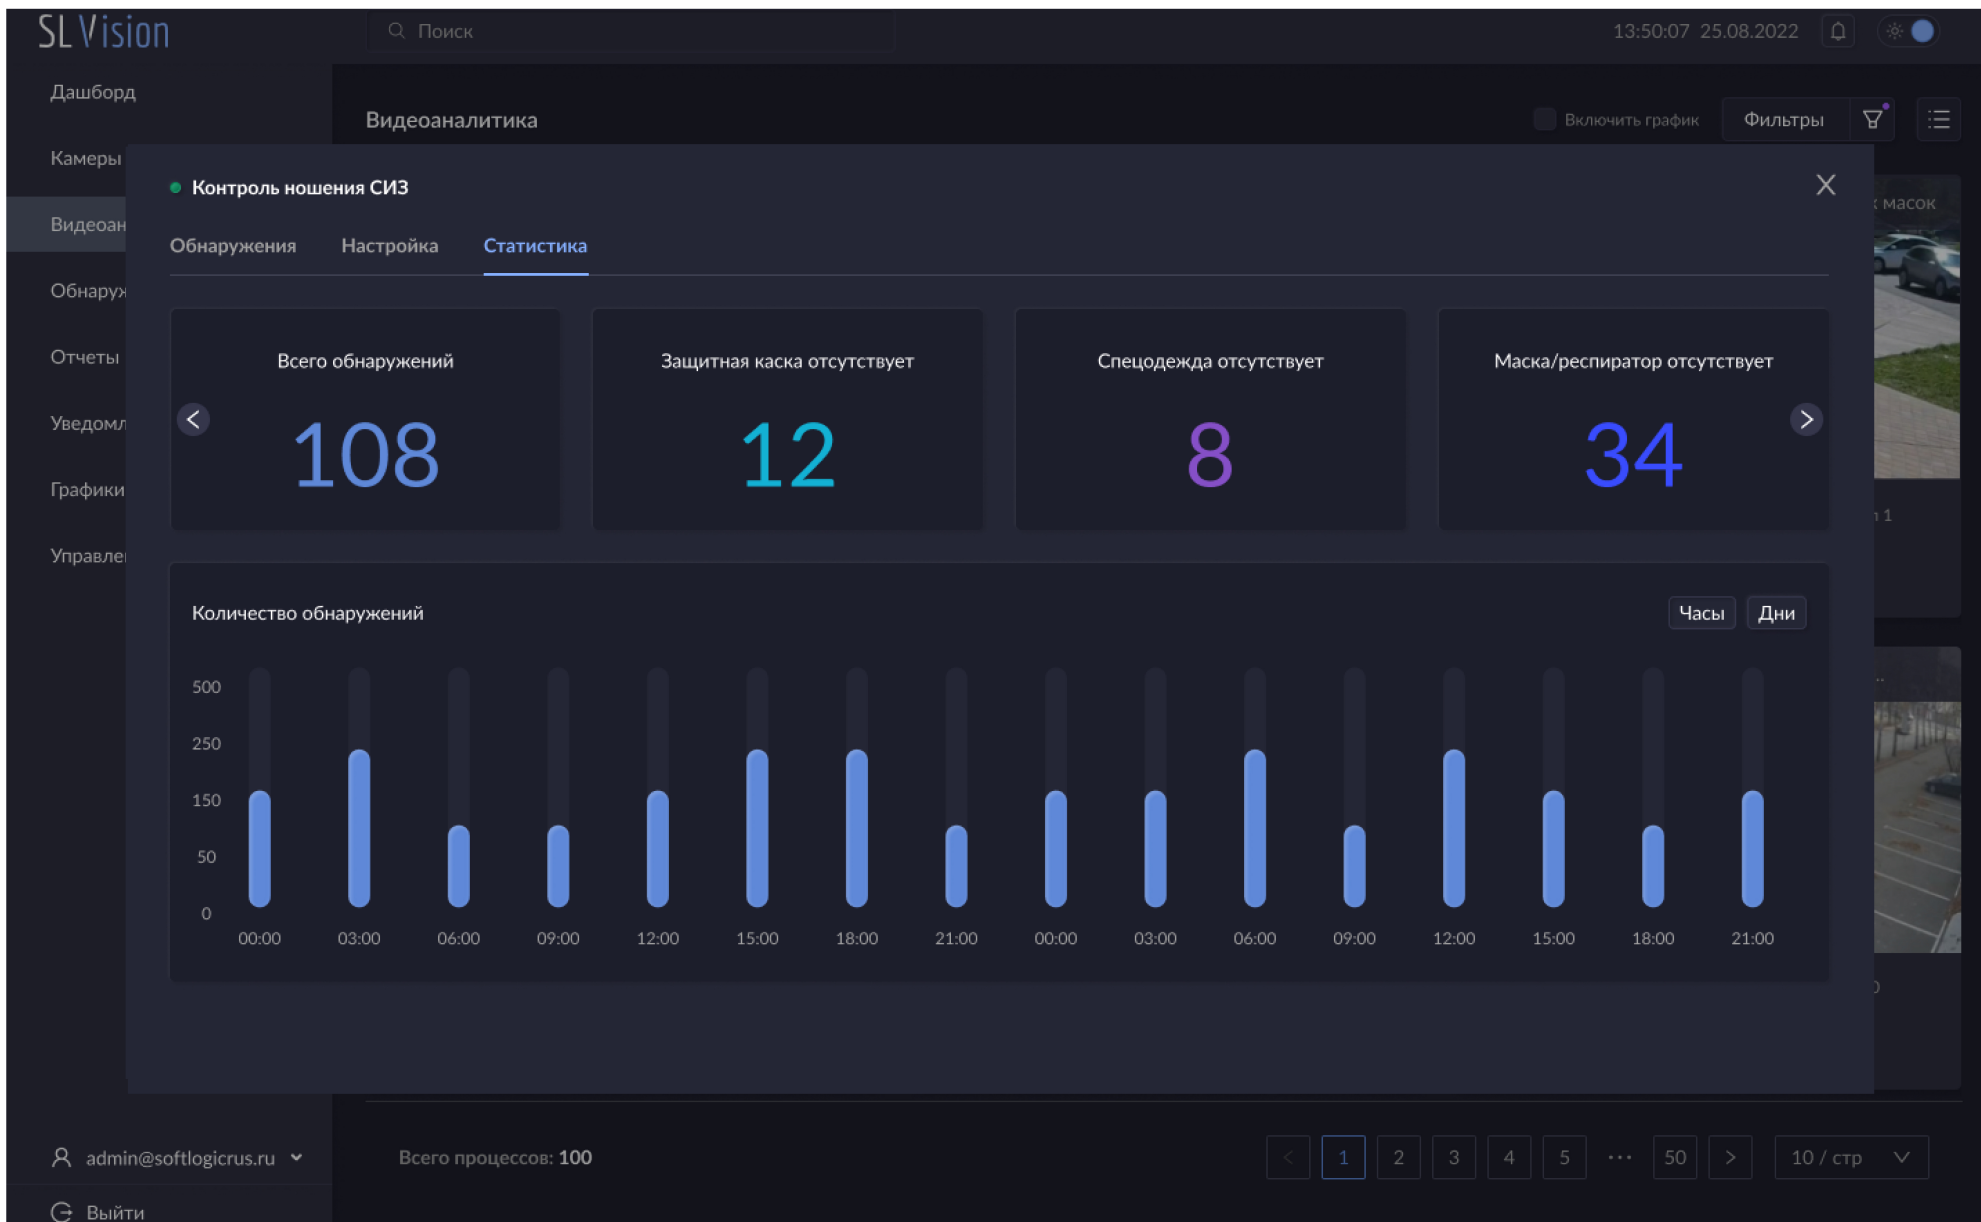 SLVision
Поиск
13:50:07 25.08.2022
Дашборд
Камеры
Видеоан
Обнаруж
Отчеты
Уведомл
Графики
Управле
Видеоаналитика
Включить график
Фильтры
Контроль ношения СИЗ
Обнаружения Настройка Статистика
Всего обнаружений
108
Защитная каска отсутствует
12
Спецодежда отсутствует
8
Маска/респиратор отсутствует
34
Количество обнаружений
Часы Дни
500
250
150
50
0
00:00 03:00 06:00 09:00 12:00 15:00 18:00 21:00 00:00 03:00 06:00 09:00 12:00 15:00 18:00 21:00
масок
1
admin@softlogicrus.ru
Выйти
Всего процессов: 100
< 1 2 3 4 5 ··· 50 >
10 / стр